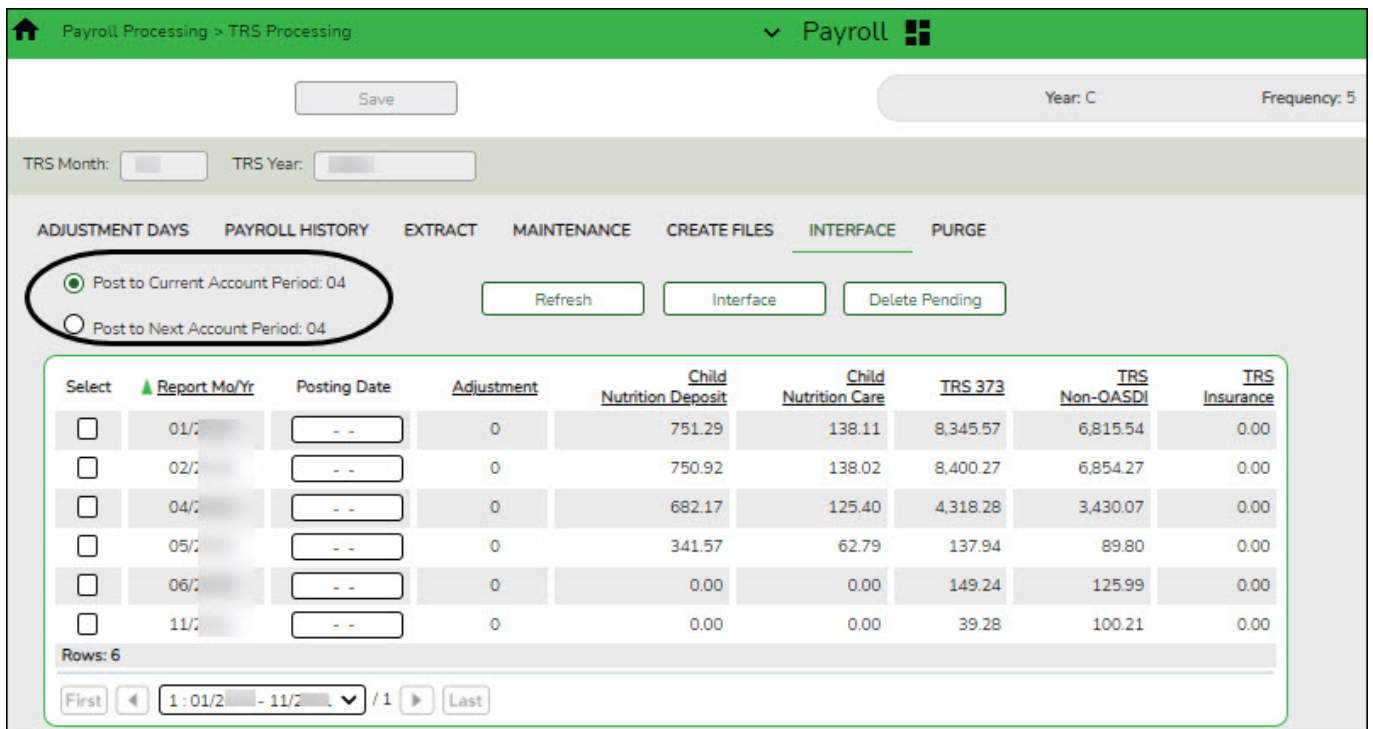 Payroll Processing > TRS Processing
Payroll
Save
Year: C Frequency: 5
TRS Month: TRS Year:
ADJUSTMENT DAYS PAYROLL HISTORY EXTRACT MAINTENANCE CREATE FILES INTERFACE PURGE
Post to Current Account Period: 04
Refresh Interface Delete Pending
Post to Next Account Period: 04
Select Report Mo/Yr Posting Date Adjustment Child Nutrition Deposit Child Nutrition Care TRS 373 TRS Non-OASDI TRS Insurance
01/2 - - 0 751.29 138.11 8,345.57 6,815.54 0.00
02/2 - - 0 750.92 138.02 8,400.27 6,854.27 0.00
04/2 - - 0 682.17 125.40 4,318.28 3,430.07 0.00
05/2 - - 0 341.57 62.79 137.94 89.80 0.00
06/2 - - 0 0.00 0.00 149.24 125.99 0.00
11/2 - - 0 0.00 0.00 39.28 100.21 0.00
Rows: 6
First 1 : 01/2 - 11/2 / 1 Last